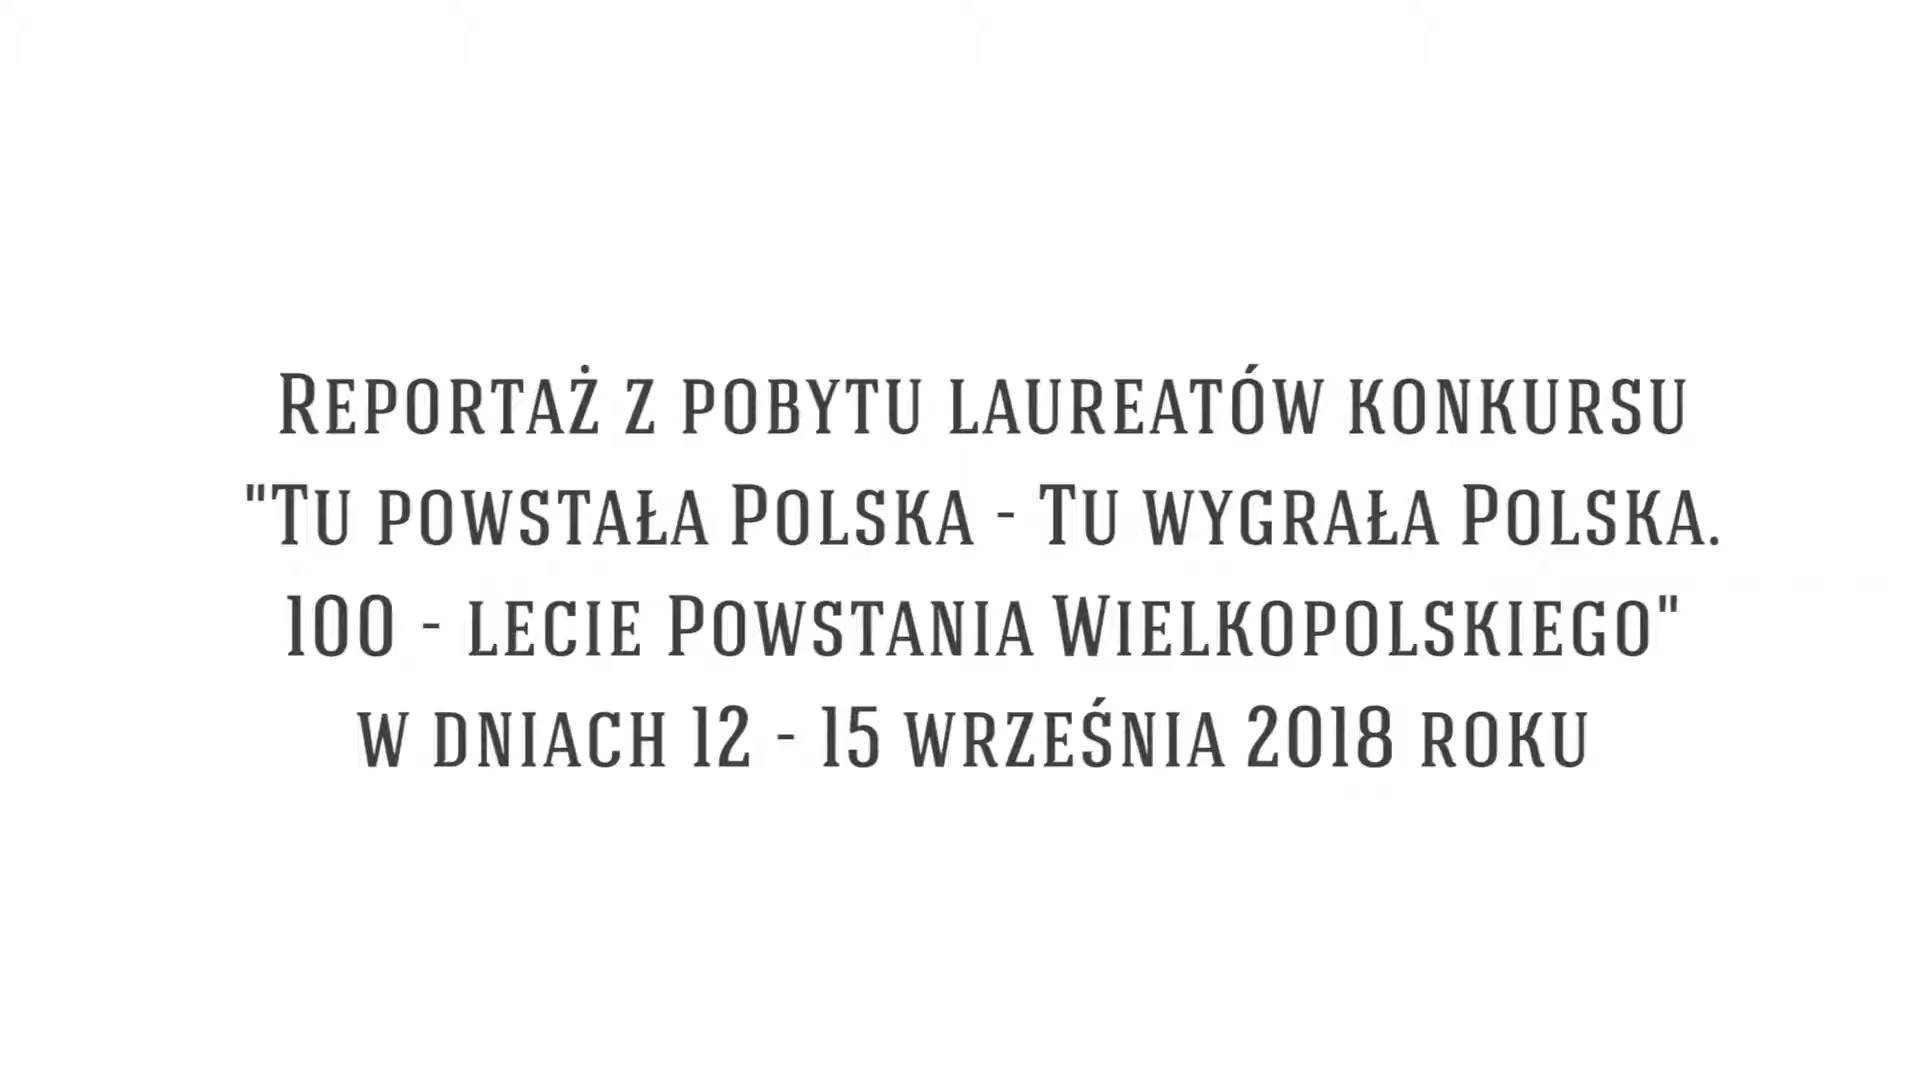 Reportaż z pobytu laureatów konkursu
"Tu powstała Polska - Tu wygrała Polska.
100 - lecie Powstania Wielkopolskiego"
w dniach 12 - 15 września 2018 roku